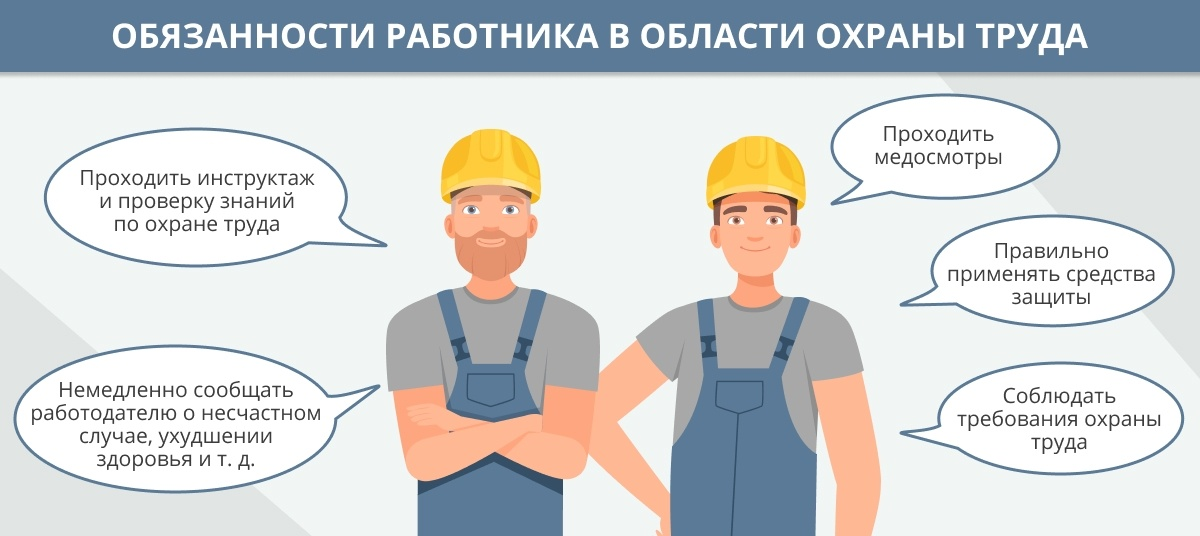 ОБЯЗАННОСТИ РАБОТНИКА В ОБЛАСТИ ОХРАНЫ ТРУДА
Проходить инструктаж
и проверку знаний
по охране труда
Немедленно сообщать
работодателю о несчастном
случае, ухудшении
здоровья и т. д.
Проходить
медосмотры
Правильно
применять средства
защиты
Соблюдать
требования охраны
труда